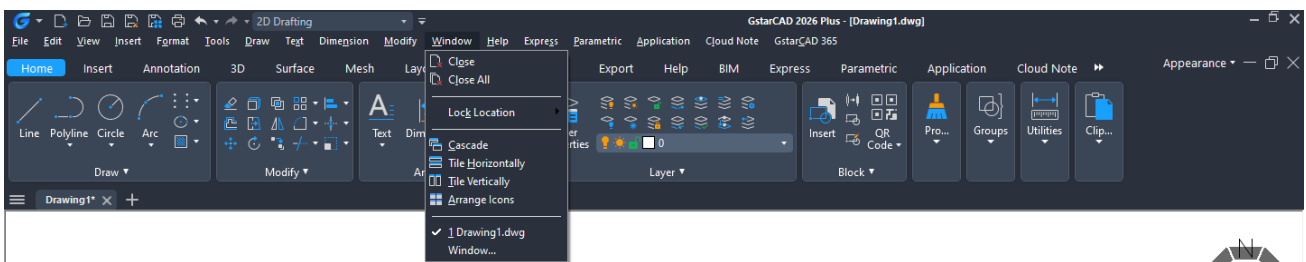 2D Drafting GstarCAD 2026 Plus - [Drawing1.dwg]
File Edit View Insert Format Tools Draw Text Dimension Modify Window Help Express Parametric Application Cloud Note GstarCAD 365
Home Insert Annotation 3D Surface Mesh Export Help BIM Express Parametric Application Cloud Note Appearance
Close
Close All
Lock Location
Cascade
Tile Horizontally
Tile Vertically
Arrange Icons
1 Drawing1.dwg
Window...
Line Polyline Circle Arc
Draw
Modify
Text
0
Layer
Insert QR Code
Block
Pro... Groups Utilities Clip...
Drawing1*
N